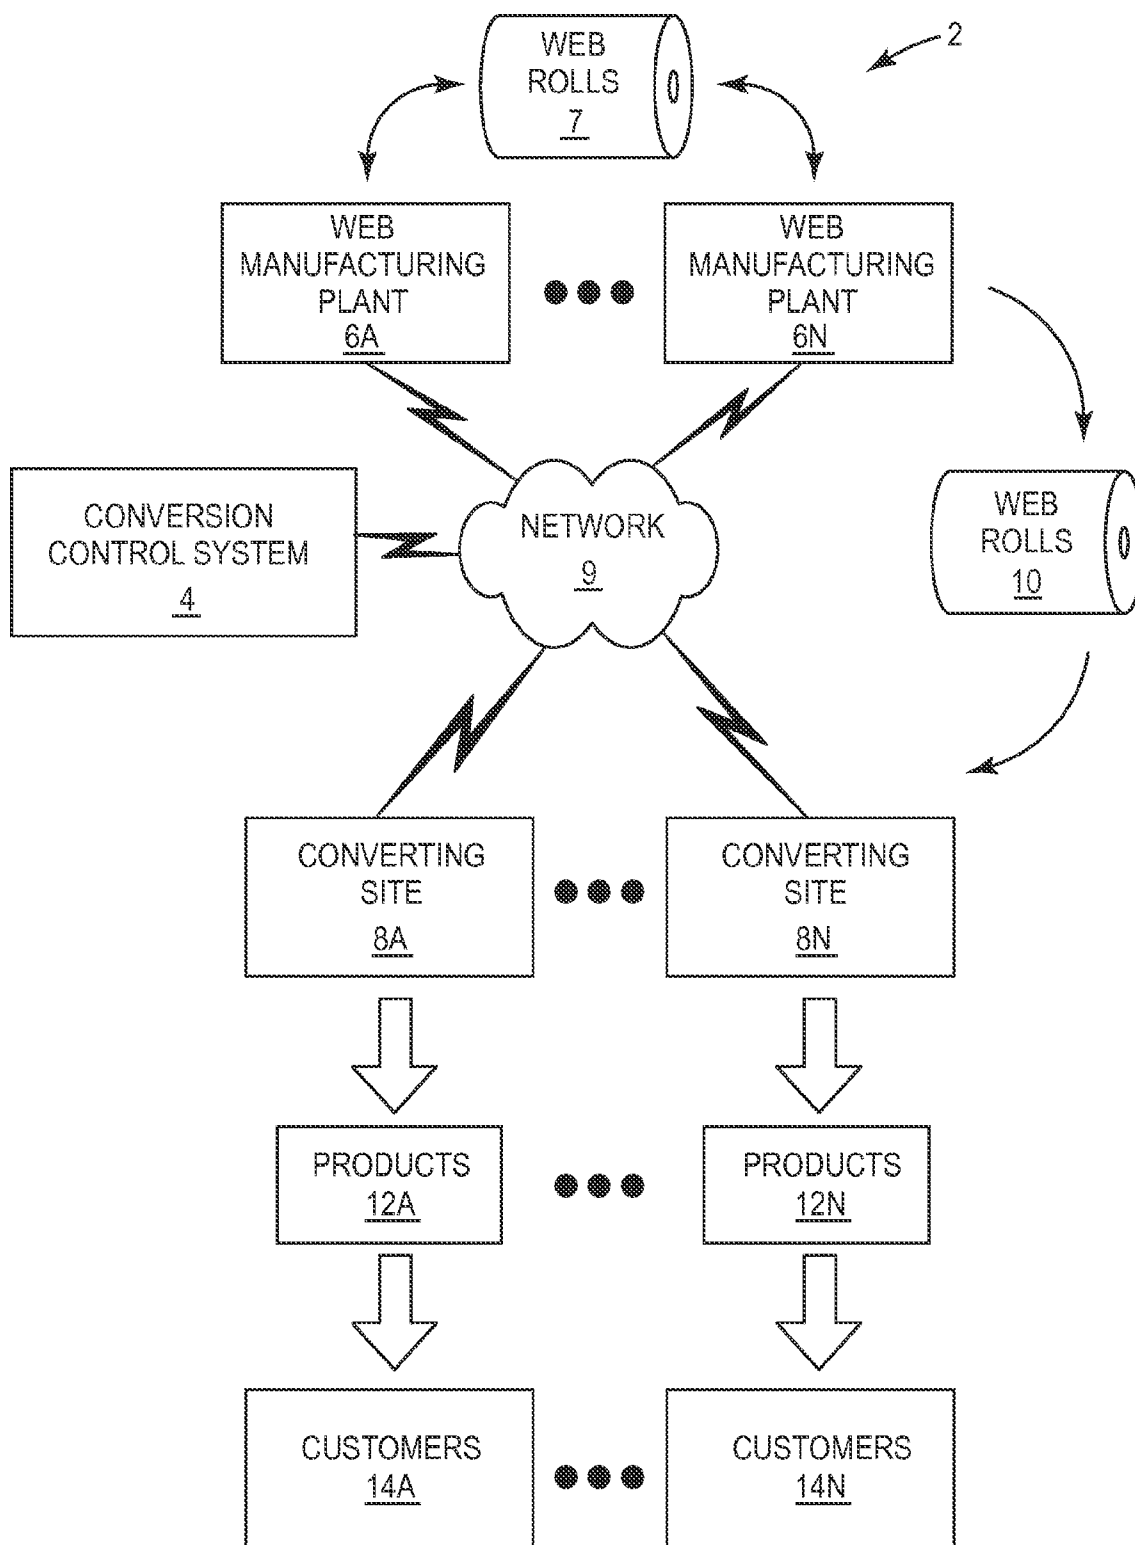 WEB
ROLLS
7
2
WEB
MANUFACTURING
PLANT
6A
WEB
MANUFACTURING
PLANT
6N
CONVERSION
CONTROL SYSTEM
4
NETWORK
9
WEB
ROLLS
10
CONVERTING
SITE
8A
CONVERTING
SITE
8N
PRODUCTS
12A
PRODUCTS
12N
CUSTOMERS
14A
CUSTOMERS
14N